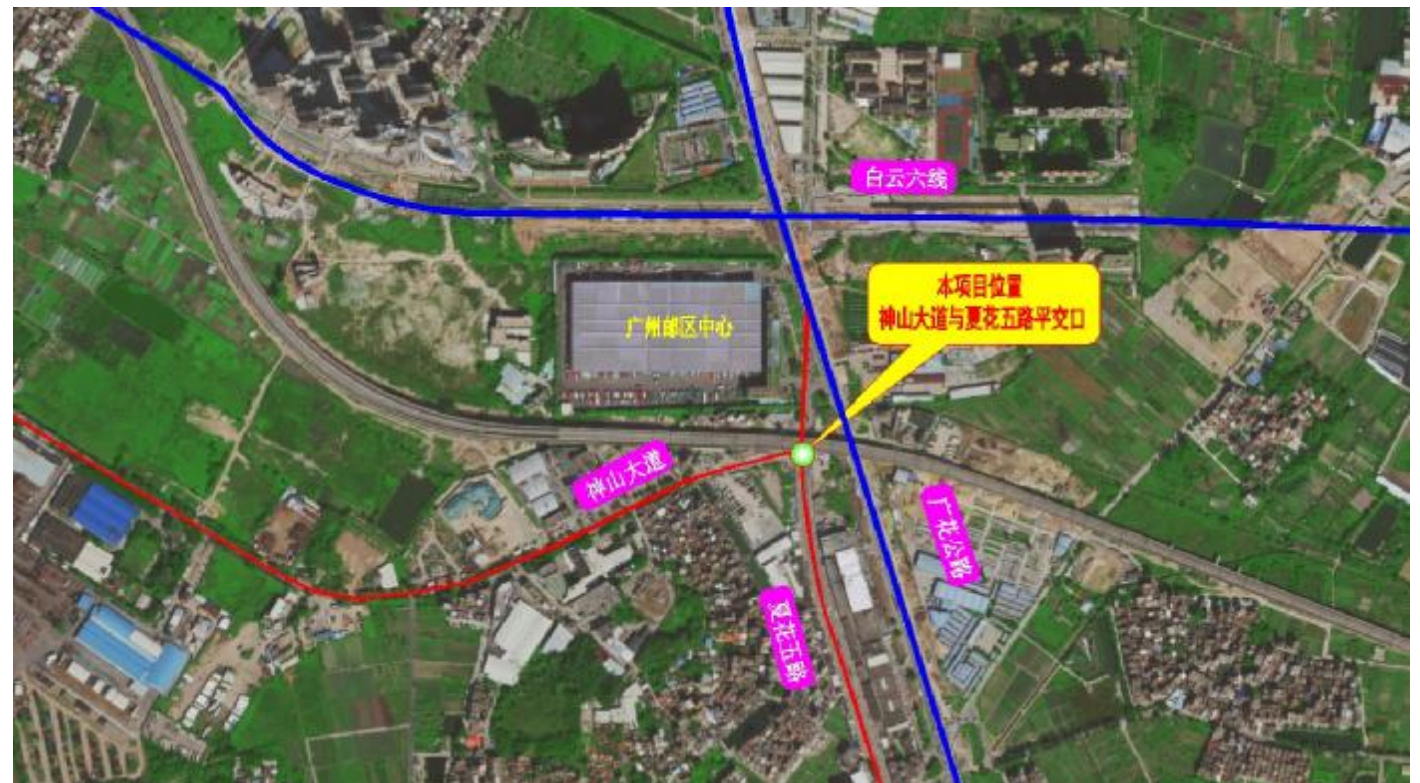 白云六线
本项目位置
神山大道与夏花五路平交口
广州邮区中心
神山大道
广花公路
夏花五路